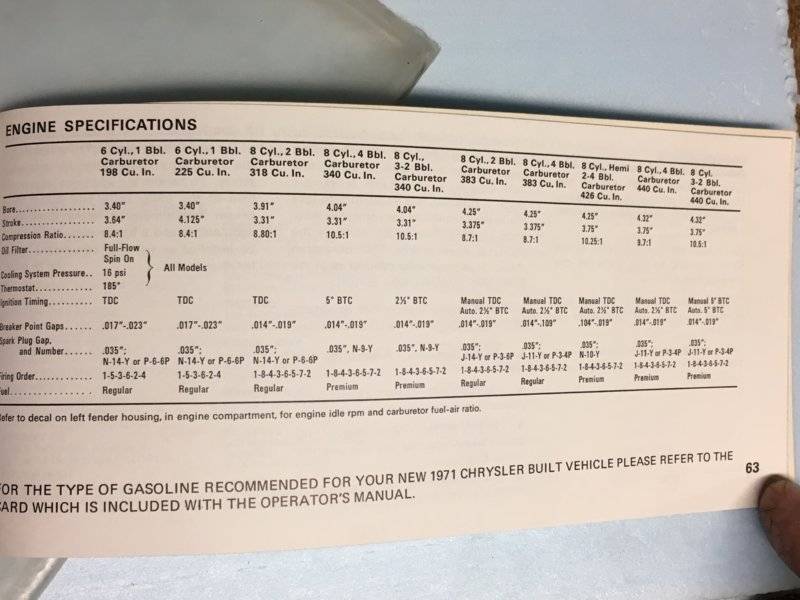 ENGINE SPECIFICATIONS
6 Cyl., 1 Bbl. 6 Cyl., 1 Bbl. 8 Cyl., 2 Bbl. 8 Cyl., 4 Bbl. 8 Cyl., 8 Cyl., 2 Bbl. 8 Cyl., 4 Bbl. 8 Cyl., Hemi 8 Cyl., 4 Bbl. 8 Cyl.
Carburetor Carburetor Carburetor Carburetor 3-2 Bbl. Carburetor Carburetor 2-4 Bbl. Carburetor 3-2 Bbl.
198 Cu. In. 225 Cu. In. 318 Cu. In. 340 Cu. In. Carburetor 383 Cu. In. 383 Cu. In. Carburetor 440 Cu. In. Carburetor
340 Cu. In. 426 Cu. In. 440 Cu. In.
Bore 3.40" 3.40" 3.91" 4.04" 4.04" 4.25" 4.25" 4.25" 4.32" 4.32"
Stroke 3.64" 4.125" 3.31" 3.31" 3.31" 3.375" 3.375" 3.75" 3.75" 3.75"
Compression Ratio 8.4:1 8.4:1 8.80:1 10.5:1 10.5:1 8.7:1 8.7:1 10.25:1 9.7:1 10.5:1
Oil Filter Full-Flow
Spin On
All Models
Cooling System Pressure 16 psi
Thermostat 185°
Ignition Timing TDC TDC TDC 5° BTC 2½° BTC Manual TDC Manual TDC Manual TDC Manual TDC Manual 5° BTC
Auto. 2½° BTC Auto. 2½° BTC Auto. 2½° BTC Auto. 2½° BTC Auto. 5° BTC
Breaker Point Gaps .017"-.023" .017"-.023" .014"-.019" .014"-.019" .014"-.019" .014"-.019" .014"-.109" .104"-.019" .014"-.019" .014"-.019"
Spark Plug Gap,
and Number .035"; .035"; .035"; .035", N-9-Y .035", N-9-Y .035"; .035"; .035"; .035"; .035";
N-14-Y or P-6-6P N-14-Y or P-6-6P N-14-Y or P-6-6P J-14-Y or P-3-6P J-11-Y or P-3-4P N-10-Y J-11-Y or P-3-4P J-11-Y or P-3-4P
Firing Order 1-5-3-6-2-4 1-5-3-6-2-4 1-8-4-3-6-5-7-2 1-8-4-3-6-5-7-2 1-8-4-3-6-5-7-2 1-8-4-3-6-5-7-2 1-8-4-3-6-5-7-2 1-8-4-3-6-5-7-2 1-8-4-3-6-5-7-2 1-8-4-3-6-5-7-2
Fuel Regular Regular Regular Premium Premium Regular Regular Premium Premium Premium
Refer to decal on left fender housing, in engine compartment, for engine idle rpm and carburetor fuel-air ratio.
FOR THE TYPE OF GASOLINE RECOMMENDED FOR YOUR NEW 1971 CHRYSLER BUILT VEHICLE PLEASE REFER TO THE
CARD WHICH IS INCLUDED WITH THE OPERATOR'S MANUAL.
63